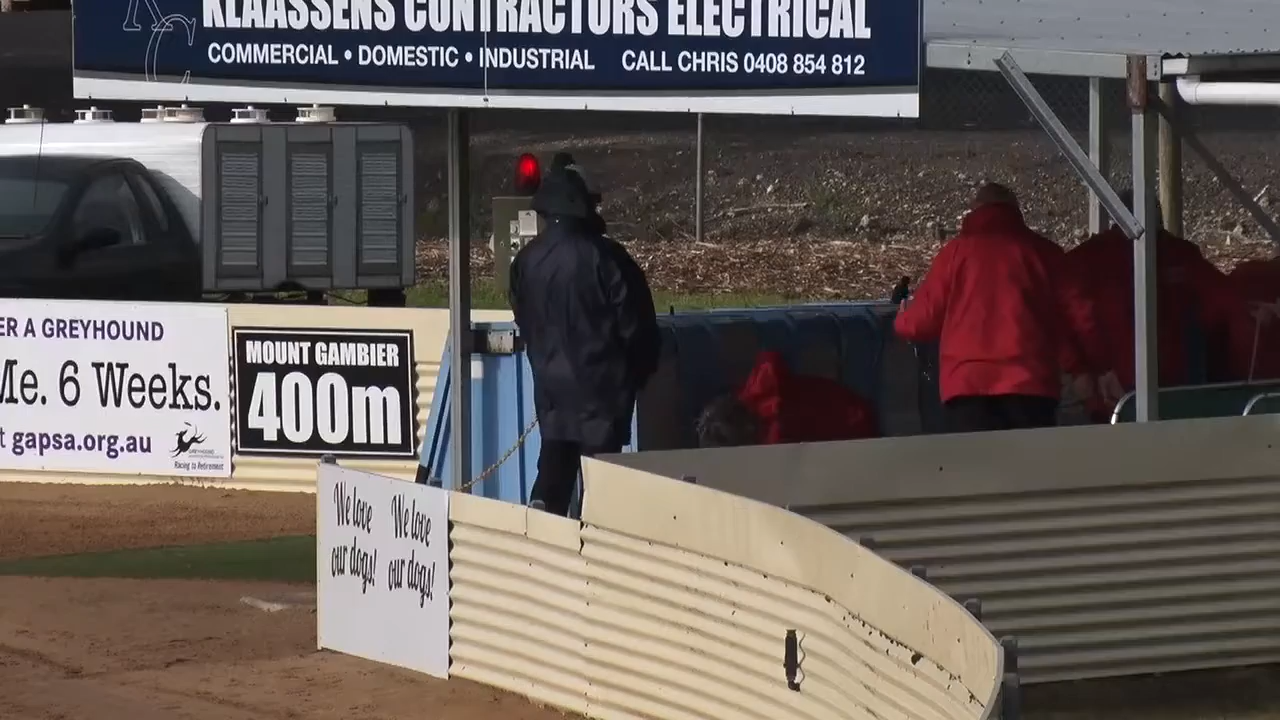 KLAASSENS CONTRACTORS ELECTRICAL
COMMERCIAL • DOMESTIC • INDUSTRIAL CALL CHRIS 0408 854 812
ER A GREYHOUND
Me. 6 Weeks.
t gapsa.org.au
Racing to Retirement
MOUNT GAMBIER
400m
We love our dogs!
We love our dogs!